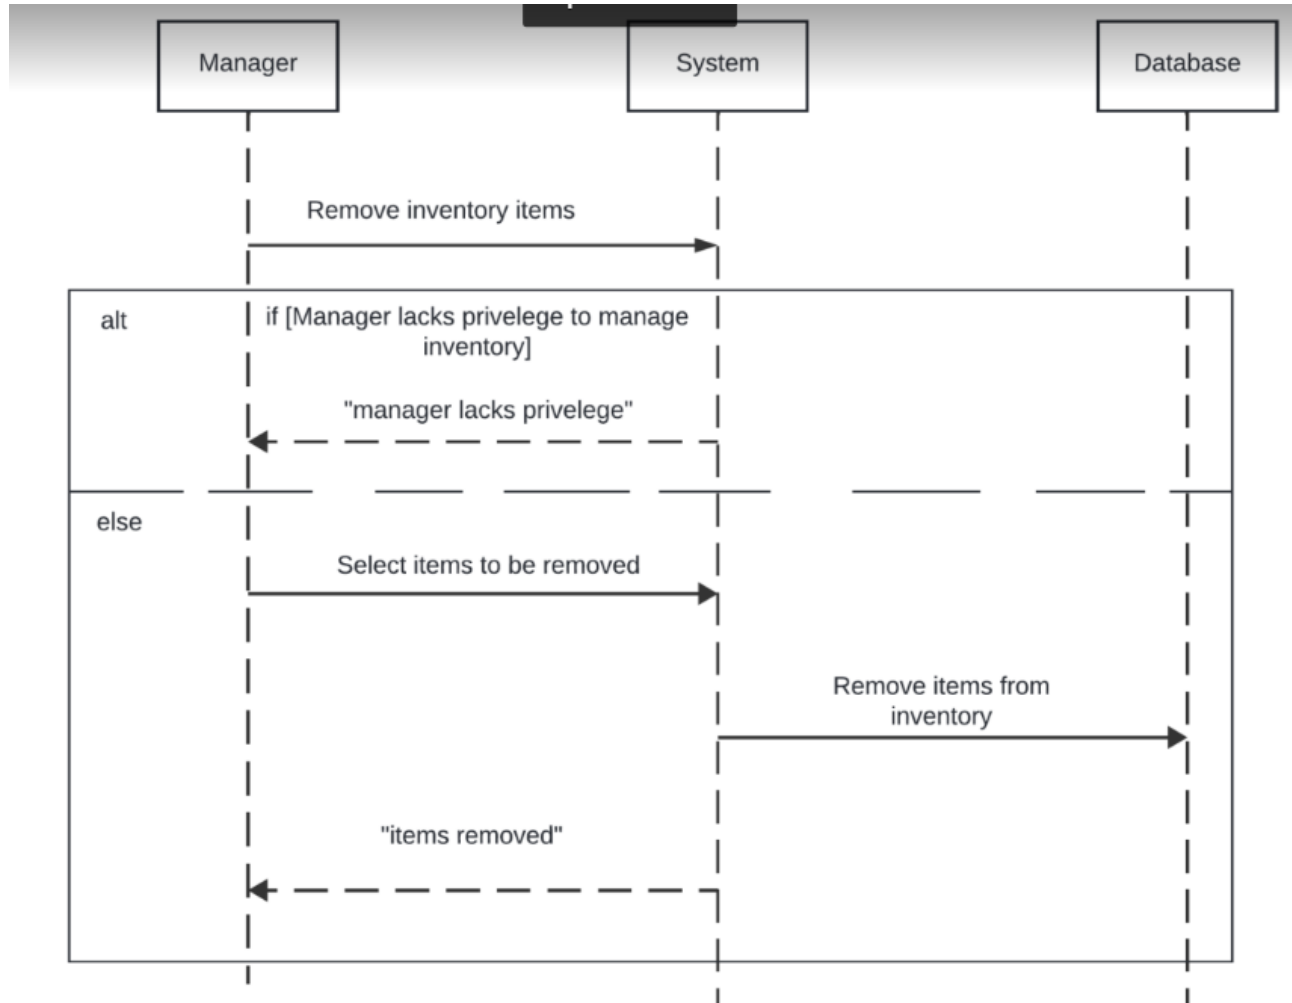 Manager
System
Database
Remove inventory items
alt
if [Manager lacks privelege to manage
inventory]
"manager lacks privelege"
else
Select items to be removed
Remove items from
inventory
"items removed"